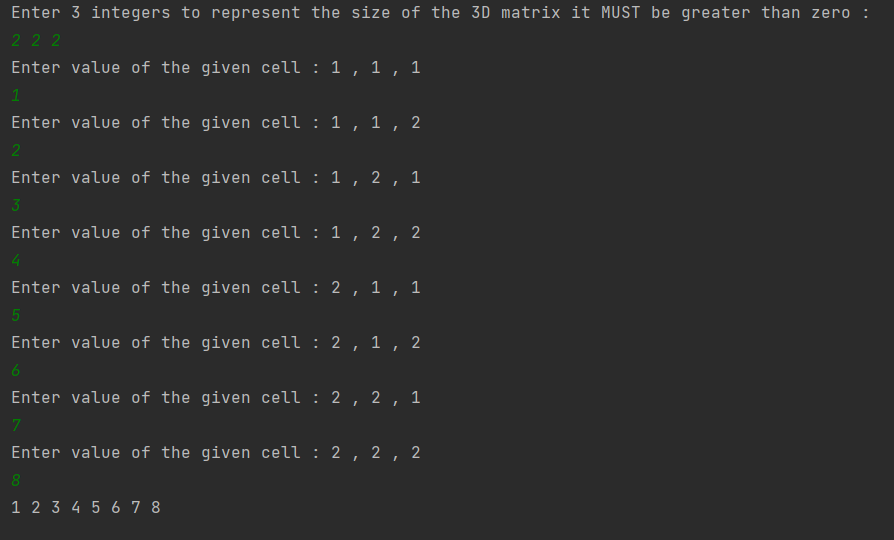 Enter 3 integers to represent the size of the 3D matrix it MUST be greater than zero :
2 2 2
Enter value of the given cell : 1 , 1 , 1
1
Enter value of the given cell : 1 , 1 , 2
2
Enter value of the given cell : 1 , 2 , 1
3
Enter value of the given cell : 1 , 2 , 2
4
Enter value of the given cell : 2 , 1 , 1
5
Enter value of the given cell : 2 , 1 , 2
6
Enter value of the given cell : 2 , 2 , 1
7
Enter value of the given cell : 2 , 2 , 2
8
1 2 3 4 5 6 7 8